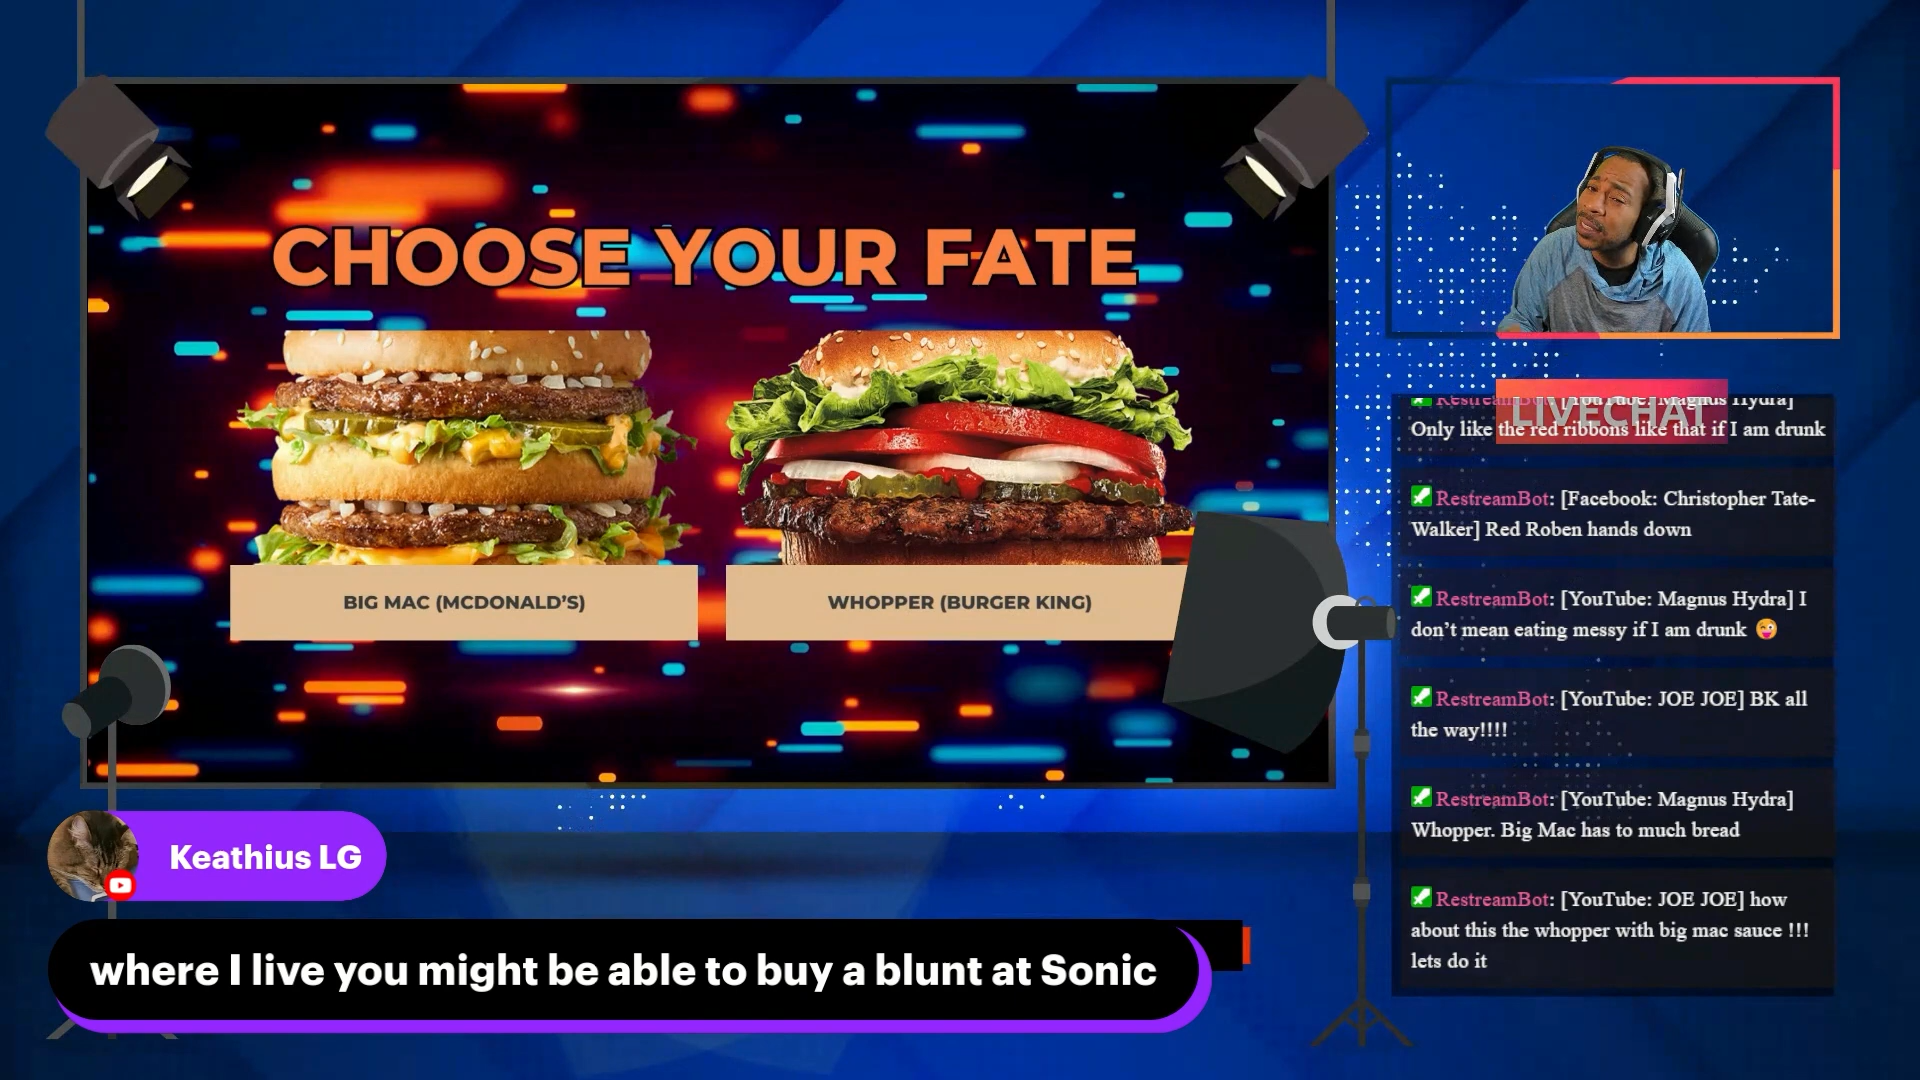 CHOOSE YOUR FATE
BIG MAC (MCDONALD'S)
WHOPPER (BURGER KING)
LIVECHAT
RestreamBot: [YouTube: Magnus Hydra]
Only like the red ribbons like that if I am drunk
RestreamBot: [Facebook: Christopher Tate-
Walker] Red Roben hands down
RestreamBot: [YouTube: Magnus Hydra] I
don’t mean eating messy if I am drunk 😜
RestreamBot: [YouTube: JOE JOE] BK all
the way!!!!
RestreamBot: [YouTube: Magnus Hydra]
Whopper. Big Mac has to much bread
RestreamBot: [YouTube: JOE JOE] how
about this the whopper with big mac sauce !!!
lets do it
Keathius LG
where I live you might be able to buy a blunt at Sonic